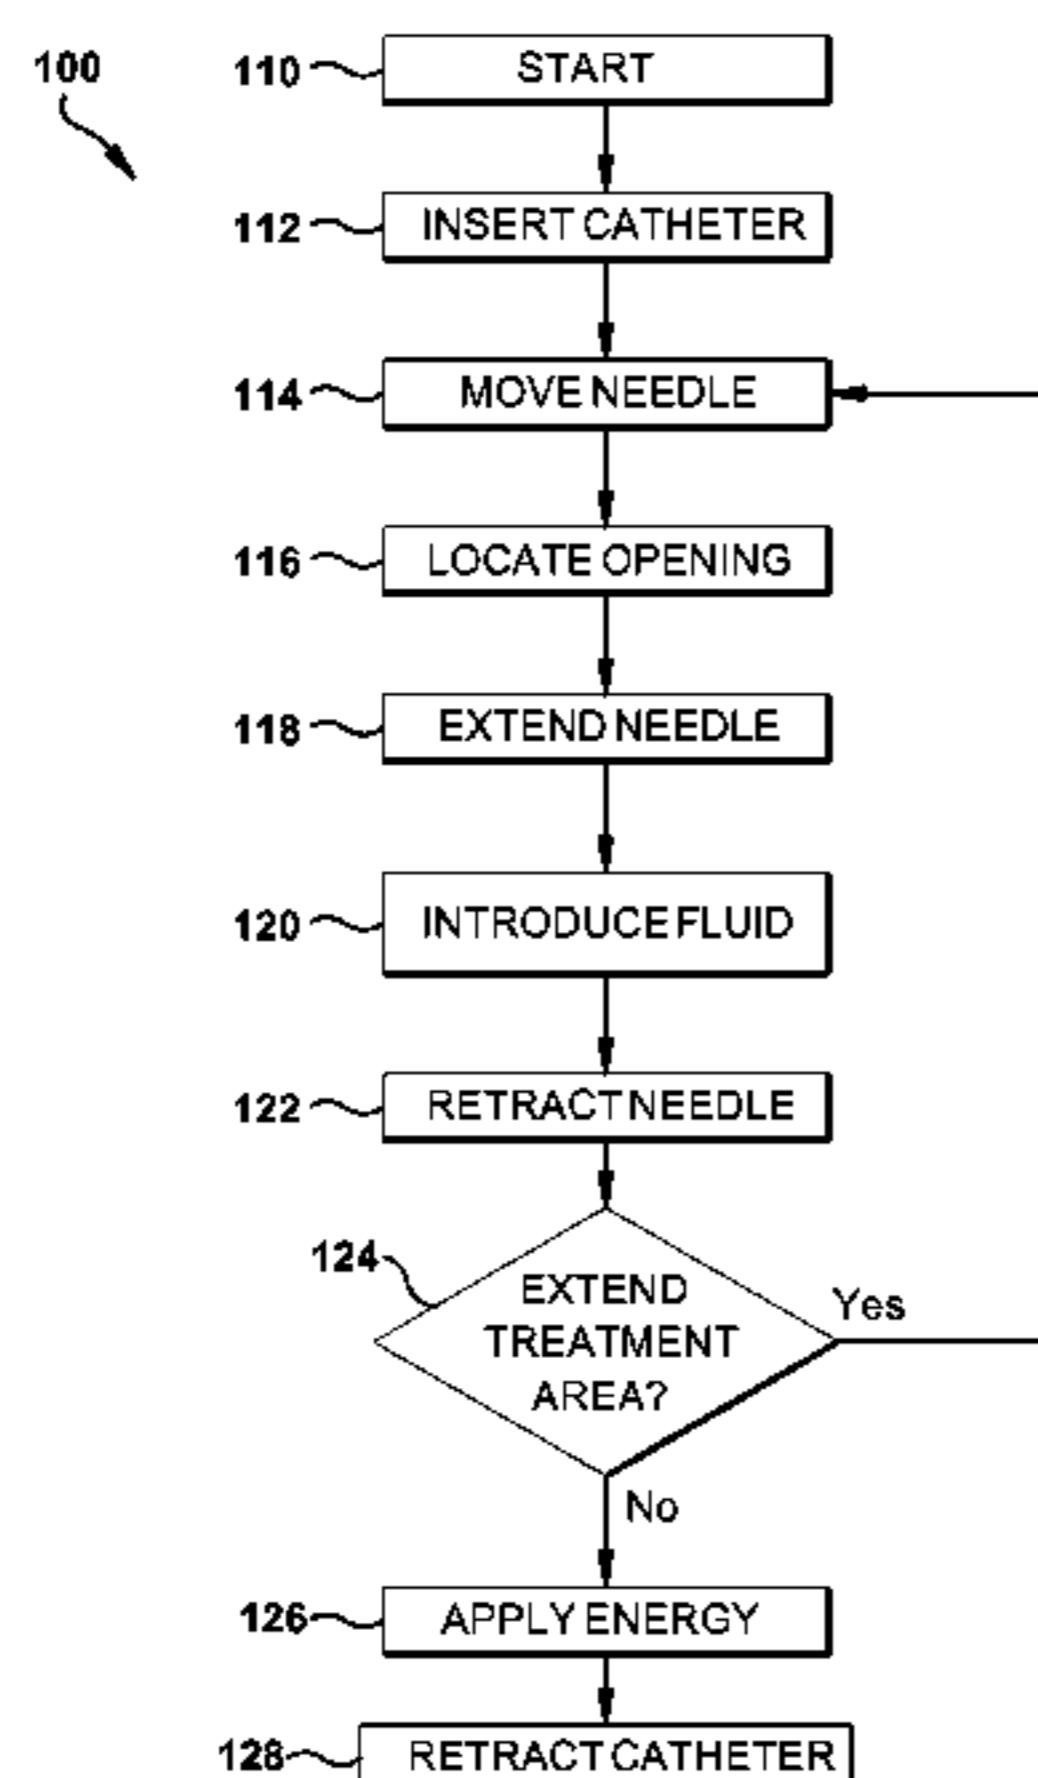 100
110 START
112 INSERT CATHETER
114 MOVE NEEDLE
116 LOCATE OPENING
118 EXTEND NEEDLE
120 INTRODUCE FLUID
122 RETRACT NEEDLE
124
EXTEND
TREATMENT
AREA?
Yes
No
126 APPLY ENERGY
128 RETRACT CATHETER